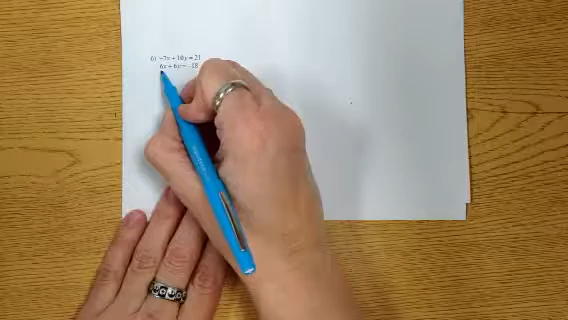 6) −7x + 10y = 21
6x + 6y = −18